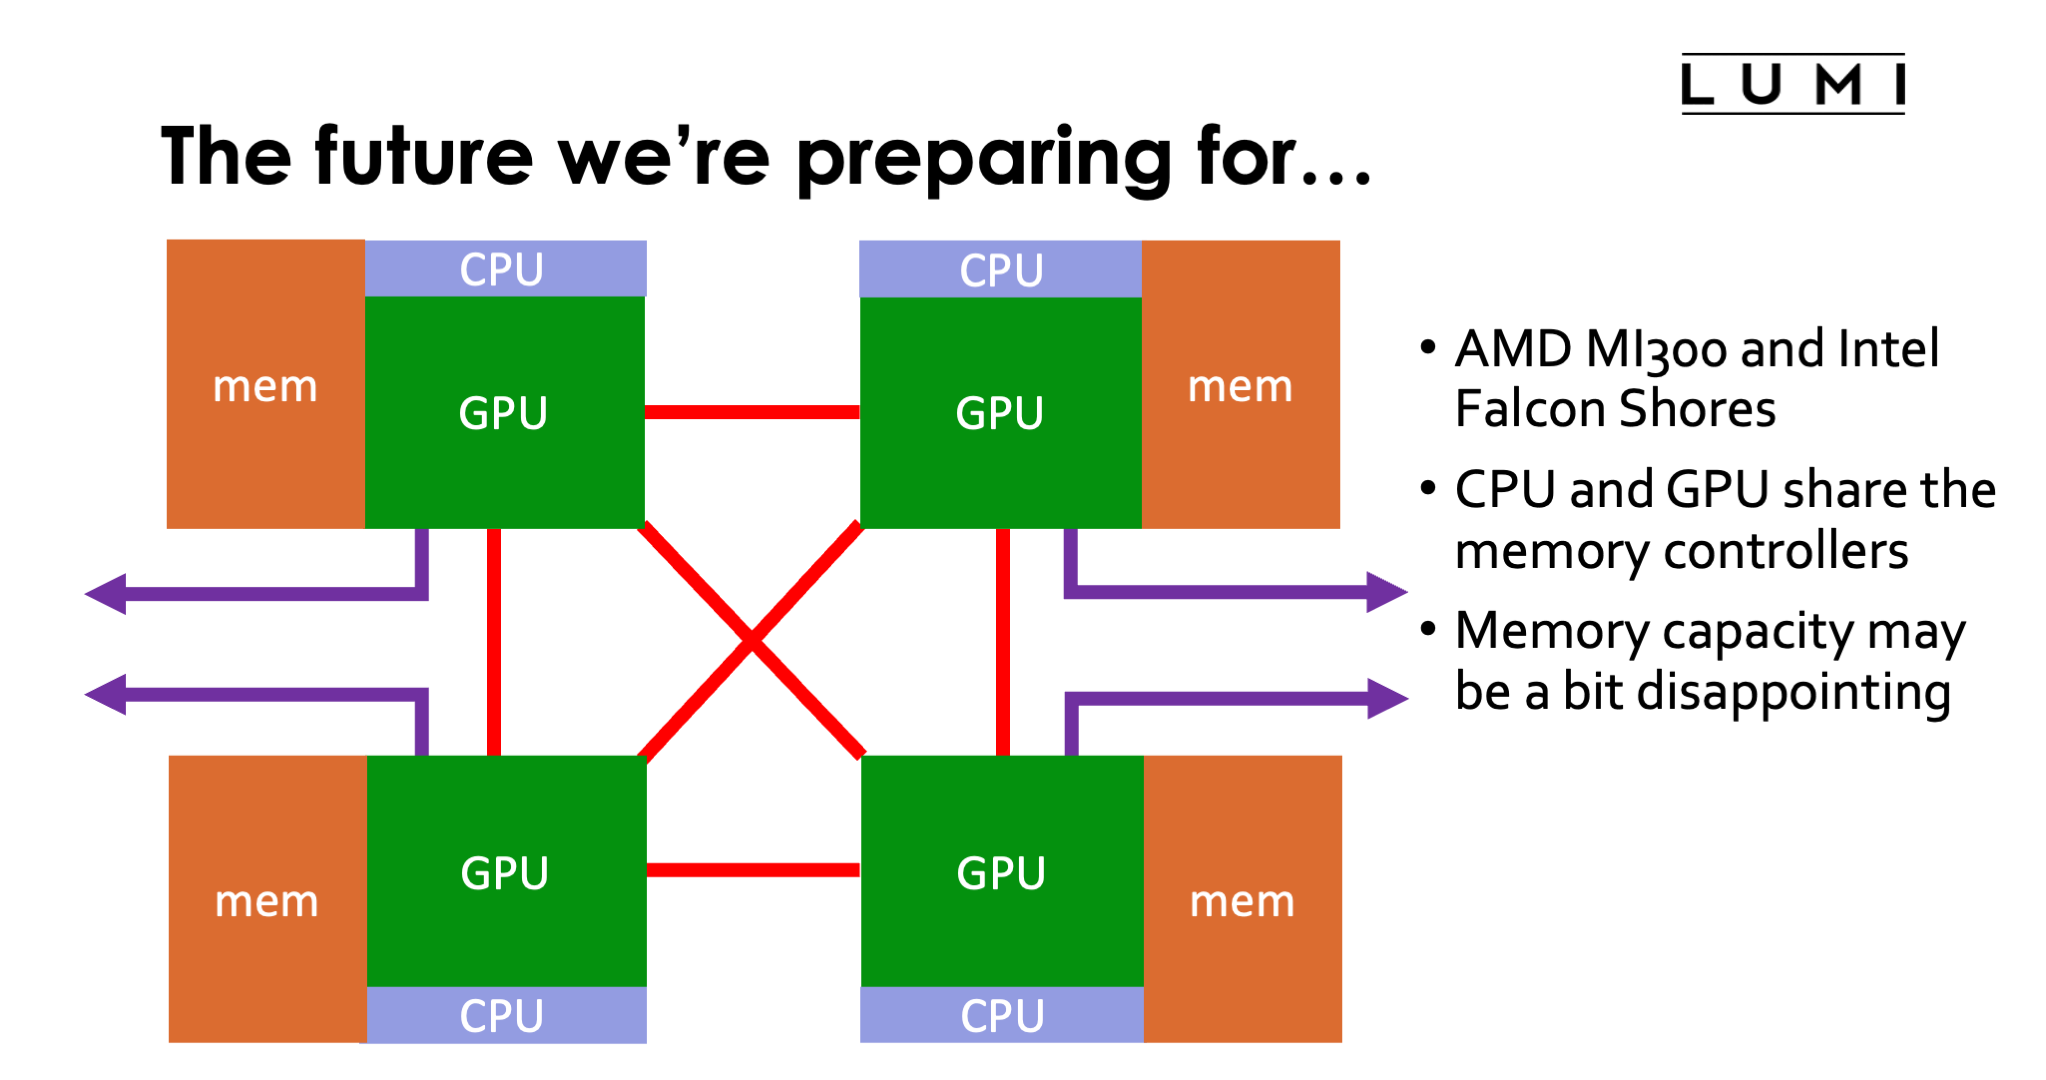 LUMI
The future we're preparing for...
CPU
CPU
mem
GPU
GPU
mem
• AMD MI300 and Intel
Falcon Shores
• CPU and GPU share the
memory controllers
• Memory capacity may
be a bit disappointing
mem
GPU
GPU
mem
CPU
CPU